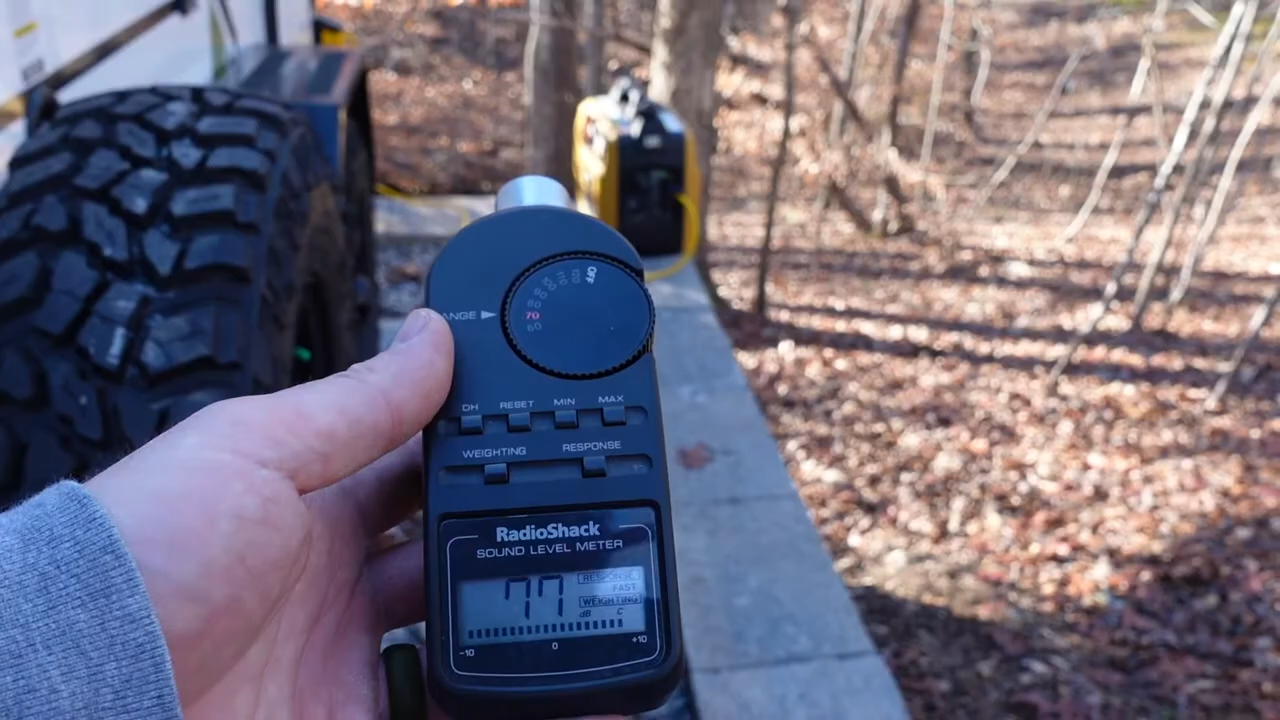 OFF
120
110
100
90
80
70
60
ANGE
DH RESET MIN MAX
WEIGHTING RESPONSE
RadioShack
SOUND LEVEL METER
77
RESPONSE
FAST
WEIGHTING
dB C
-10 0 +10